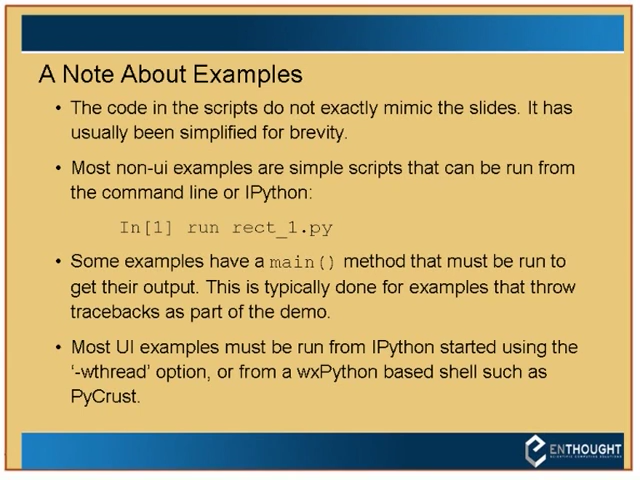 A Note About Examples
• The code in the scripts do not exactly mimic the slides. It has
usually been simplified for brevity.
• Most non-ui examples are simple scripts that can be run from
the command line or IPython:
In[1] run rect_1.py
• Some examples have a main() method that must be run to
get their output. This is typically done for examples that throw
tracebacks as part of the demo.
• Most UI examples must be run from IPython started using the
‘-wthread’ option, or from a wxPython based shell such as
PyCrust.
ENTHOUGHT
SCIENTIFIC COMPUTING SOLUTIONS